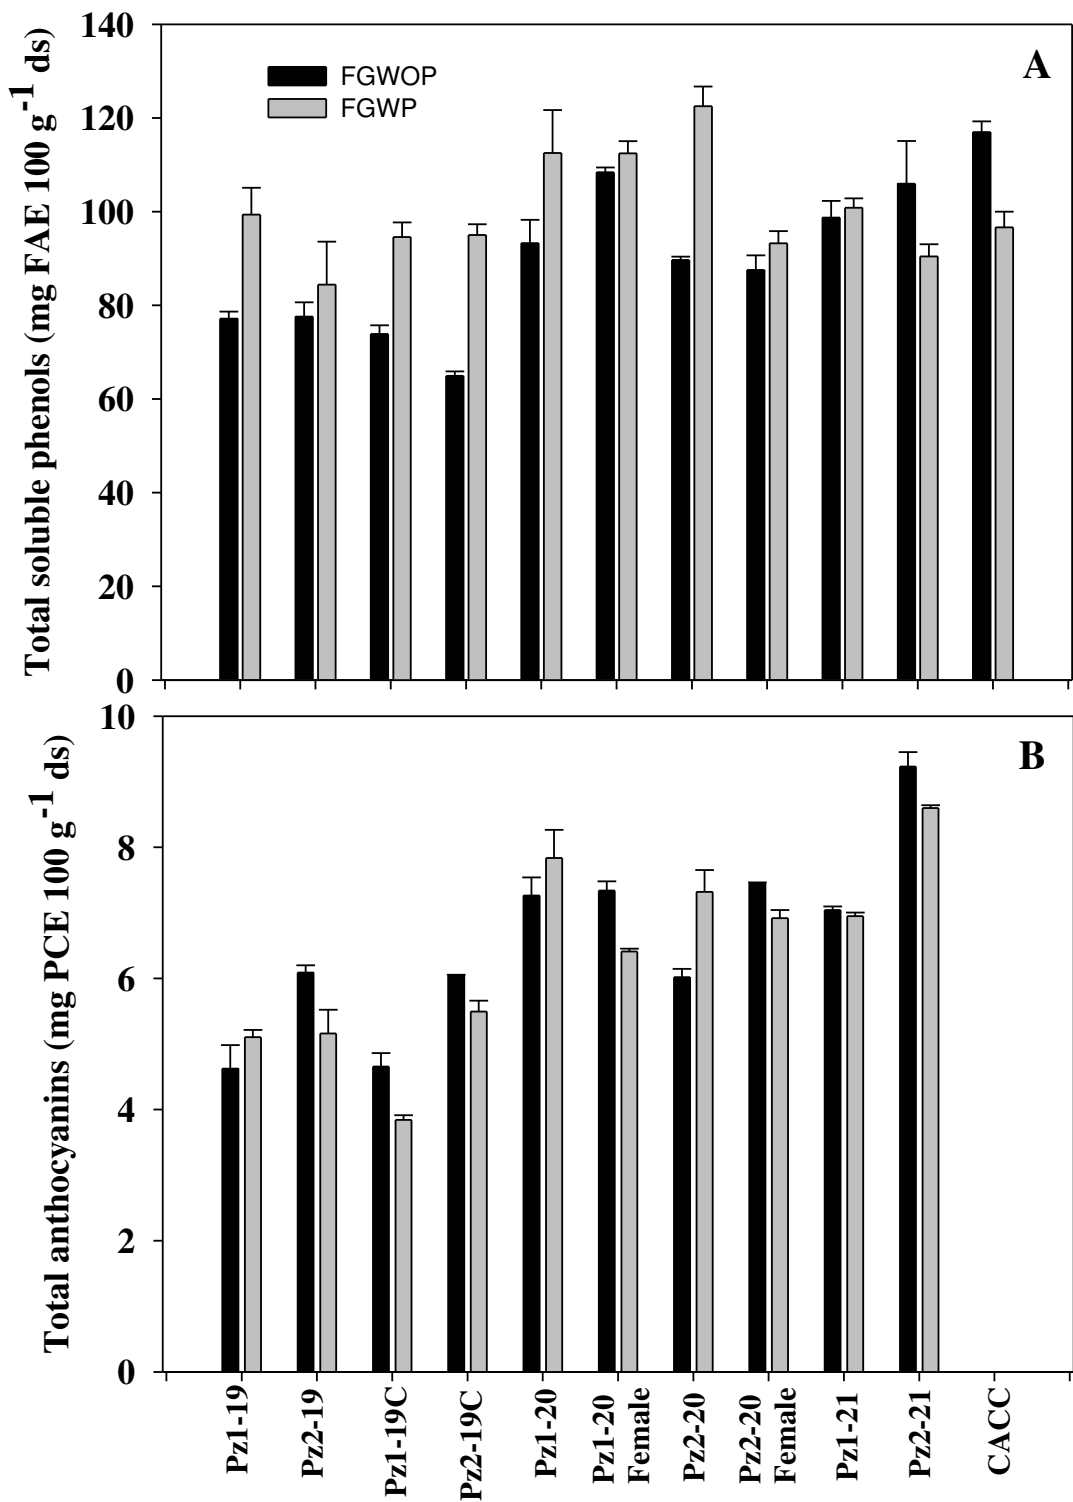 Total soluble phenols (mg FAE 100 g⁻¹ ds)
140
120
100
80
60
40
20
0
FGWOP
FGWP
A
Total anthocyanins (mg PCE 100 g⁻¹ ds)
10
8
6
4
2
0
B
Pz1-19
Pz2-19
Pz1-19C
Pz2-19C
Pz1-20
Pz1-20
Female
Pz2-20
Pz2-20
Female
Pz1-21
Pz2-21
CACC